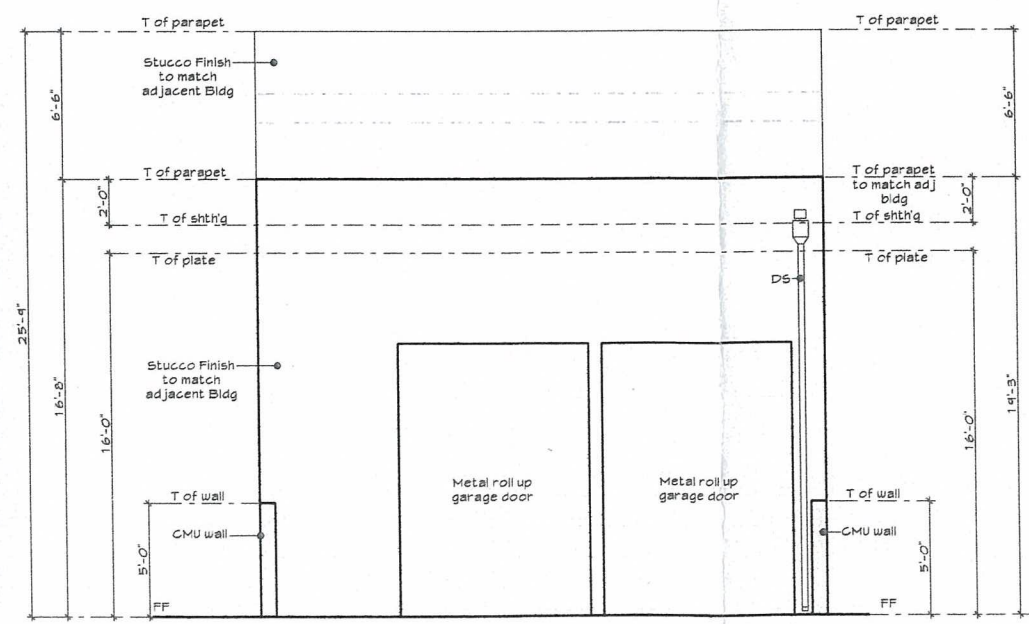 T of parapet
T of parapet
Stucco Finish
to match
adjacent Bldg
6'-6"
6'-6"
T of parapet
T of parapet
to match adj
bldg
2'-0"
2'-0"
T of shth'g
T of shth'g
T of plate
T of plate
DS
25'-9"
16'-8"
16'-0"
Stucco Finish
to match
adjacent Bldg
16'-0"
19'-3"
Metal roll up
garage door
Metal roll up
garage door
T of wall
T of wall
CMU wall
CMU wall
5'-0"
5'-0"
FF
FF